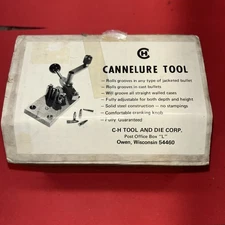 CH
CANNELURE TOOL
- Rolls grooves in any type of jacketed bullet
- Rolls grooves in cast bullets
- Will groove all straight walled cases
- Fully adjustable for both depth and height
- Solid steel construction — no stampings
- Comfortable cranking knob
- Fully Guaranteed
C-H TOOL AND DIE CORP.
Post Office Box "L"
Owen, Wisconsin 54460